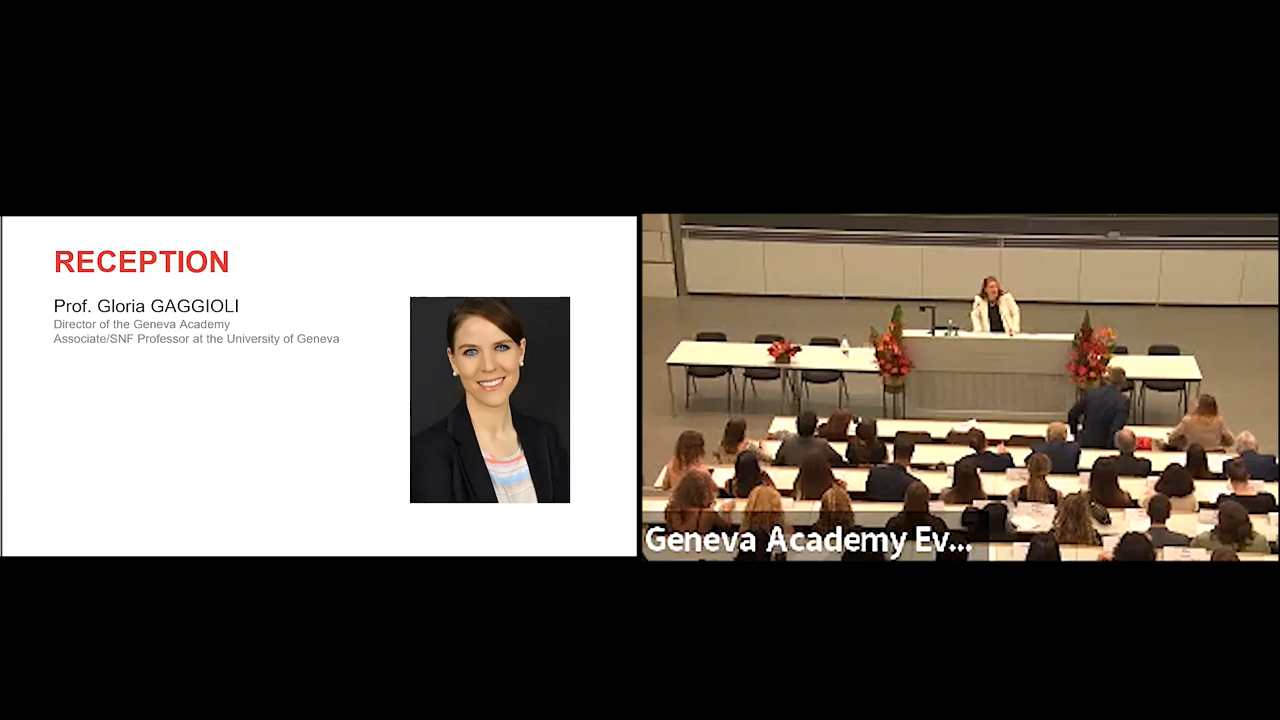 RECEPTION
Prof. Gloria GAGGIOLI
Director of the Geneva Academy
Associate/SNF Professor at the University of Geneva
Geneva Academy Ev...